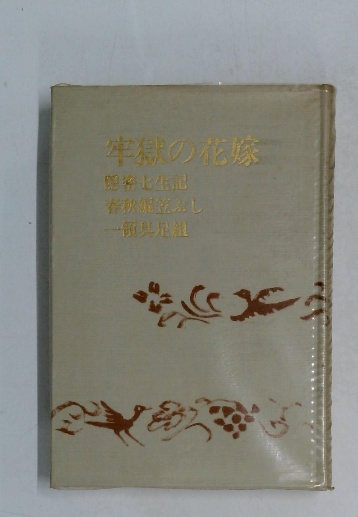 牢獄の花嫁
隠密七生記
春秋編笠ぶし
一領具足組